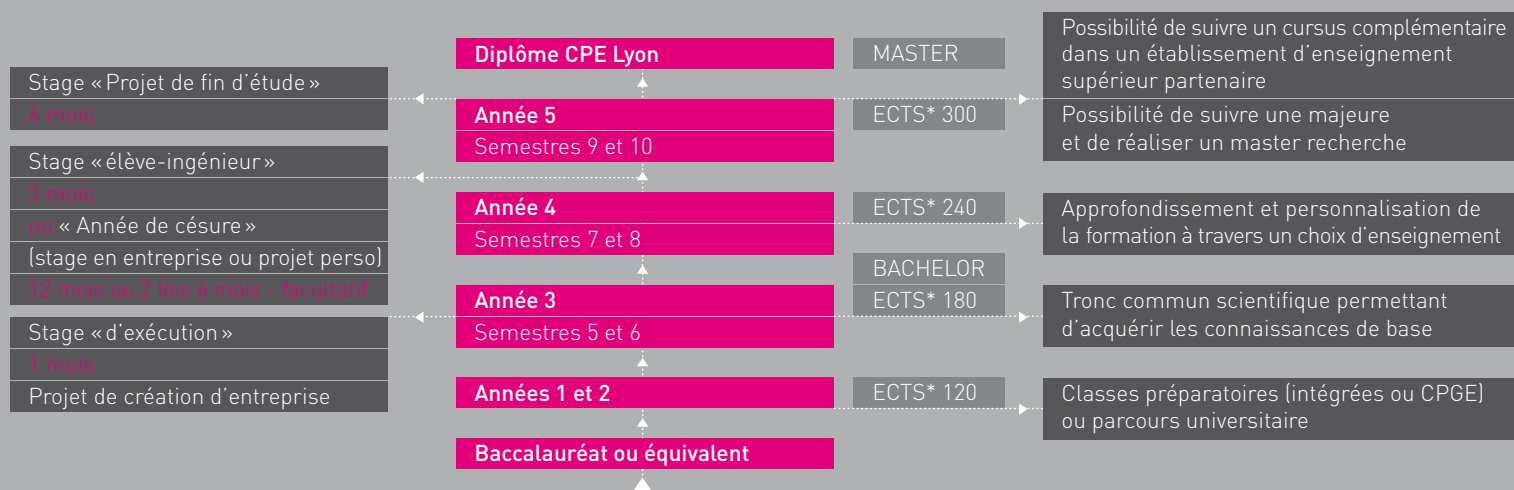 Stage « Projet de fin d'étude »
6 mois
Stage « élève-ingénieur »
3 mois
ou « Année de césure »
(stage en entreprise ou projet perso)
12 mois ou 2 fois 6 mois - facultatif
Stage « d'exécution »
1 mois
Projet de création d'entreprise
Diplôme CPE Lyon
Année 5
Semestres 9 et 10
Année 4
Semestres 7 et 8
Année 3
Semestres 5 et 6
Années 1 et 2
Baccalauréat ou équivalent
MASTER
ECTS* 300
ECTS* 240
BACHELOR
ECTS* 180
ECTS* 120
Possibilité de suivre un cursus complémentaire
dans un établissement d'enseignement
supérieur partenaire
Possibilité de suivre une majeure
et de réaliser un master recherche
Approfondissement et personnalisation de
la formation à travers un choix d'enseignement
Tronc commun scientifique permettant
d'acquérir les connaissances de base
Classes préparatoires (intégrées ou CPGE)
ou parcours universitaire